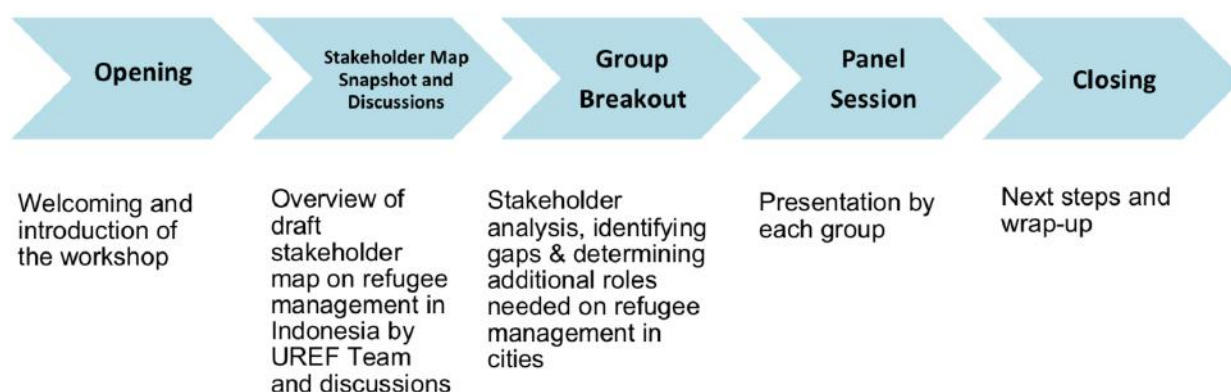 Opening
Stakeholder Map
Snapshot and
Discussions
Group
Breakout
Panel
Session
Closing
Welcoming and
introduction of
the workshop
Overview of
draft
stakeholder
map on refugee
management in
Indonesia by
UREF Team
and discussions
Stakeholder
analysis, identifying
gaps & determining
additional roles
needed on refugee
management in
cities
Presentation by
each group
Next steps and
wrap-up